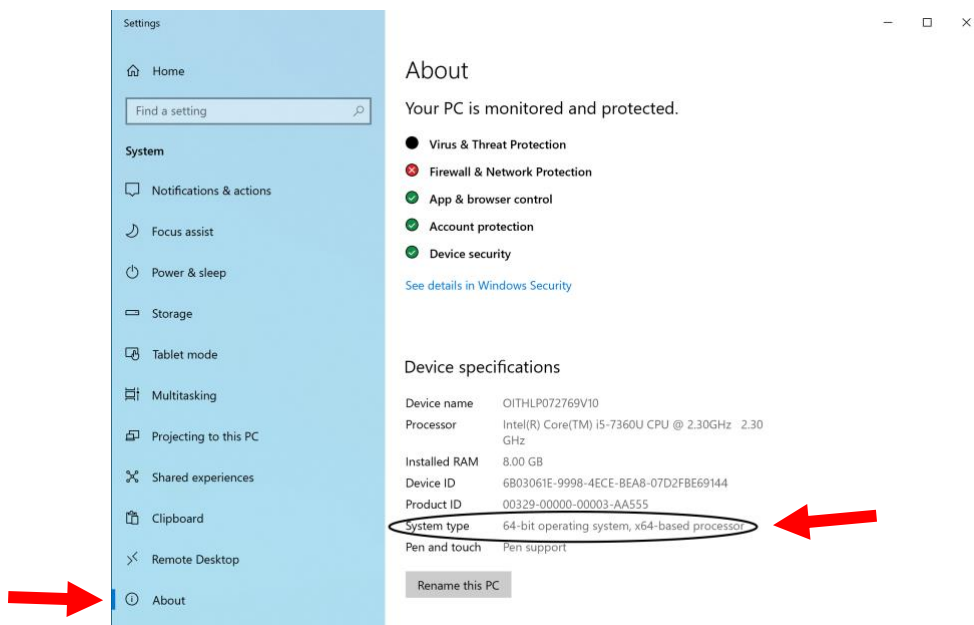 Settings
Home
Find a setting
System
Notifications & actions
Focus assist
Power & sleep
Storage
Tablet mode
Multitasking
Projecting to this PC
Shared experiences
Clipboard
Remote Desktop
About
About
Your PC is monitored and protected.
Virus & Threat Protection
Firewall & Network Protection
App & browser control
Account protection
Device security
See details in Windows Security
Device specifications
Device name OITHLP072769V10
Processor Intel(R) Core(TM) i5-7360U CPU @ 2.30GHz 2.30
GHz
Installed RAM 8.00 GB
Device ID 6B03061E-9998-4ECE-BEA8-07D2FBE69144
Product ID 00329-00000-00003-AA555
System type 64-bit operating system, x64-based processor
Pen and touch Pen support
Rename this PC